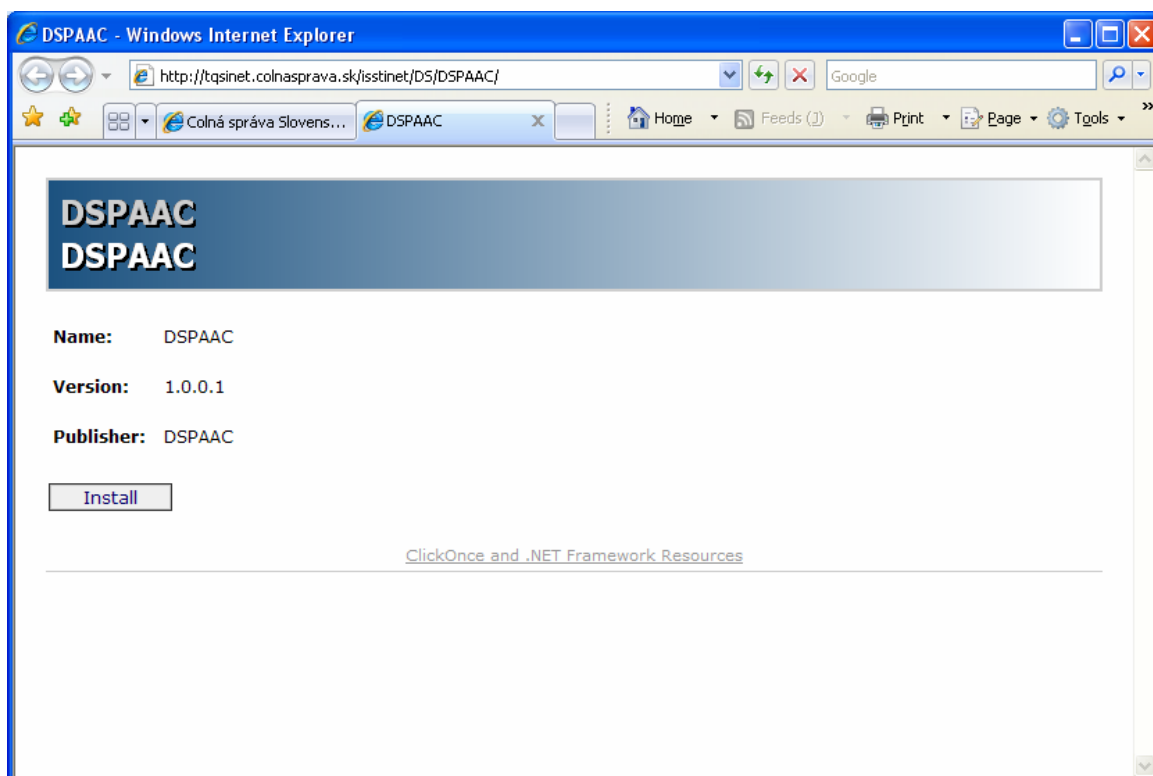 DSPAAC - Windows Internet Explorer
http://tqsinet.colnasprava.sk/isstinet/DS/DSPAAC/
Google
Colná správa Slovens... DSPAAC Home Feeds (J) Print Page Tools
DSPAAC
DSPAAC
Name: DSPAAC
Version: 1.0.0.1
Publisher: DSPAAC
Install
ClickOnce and .NET Framework Resources